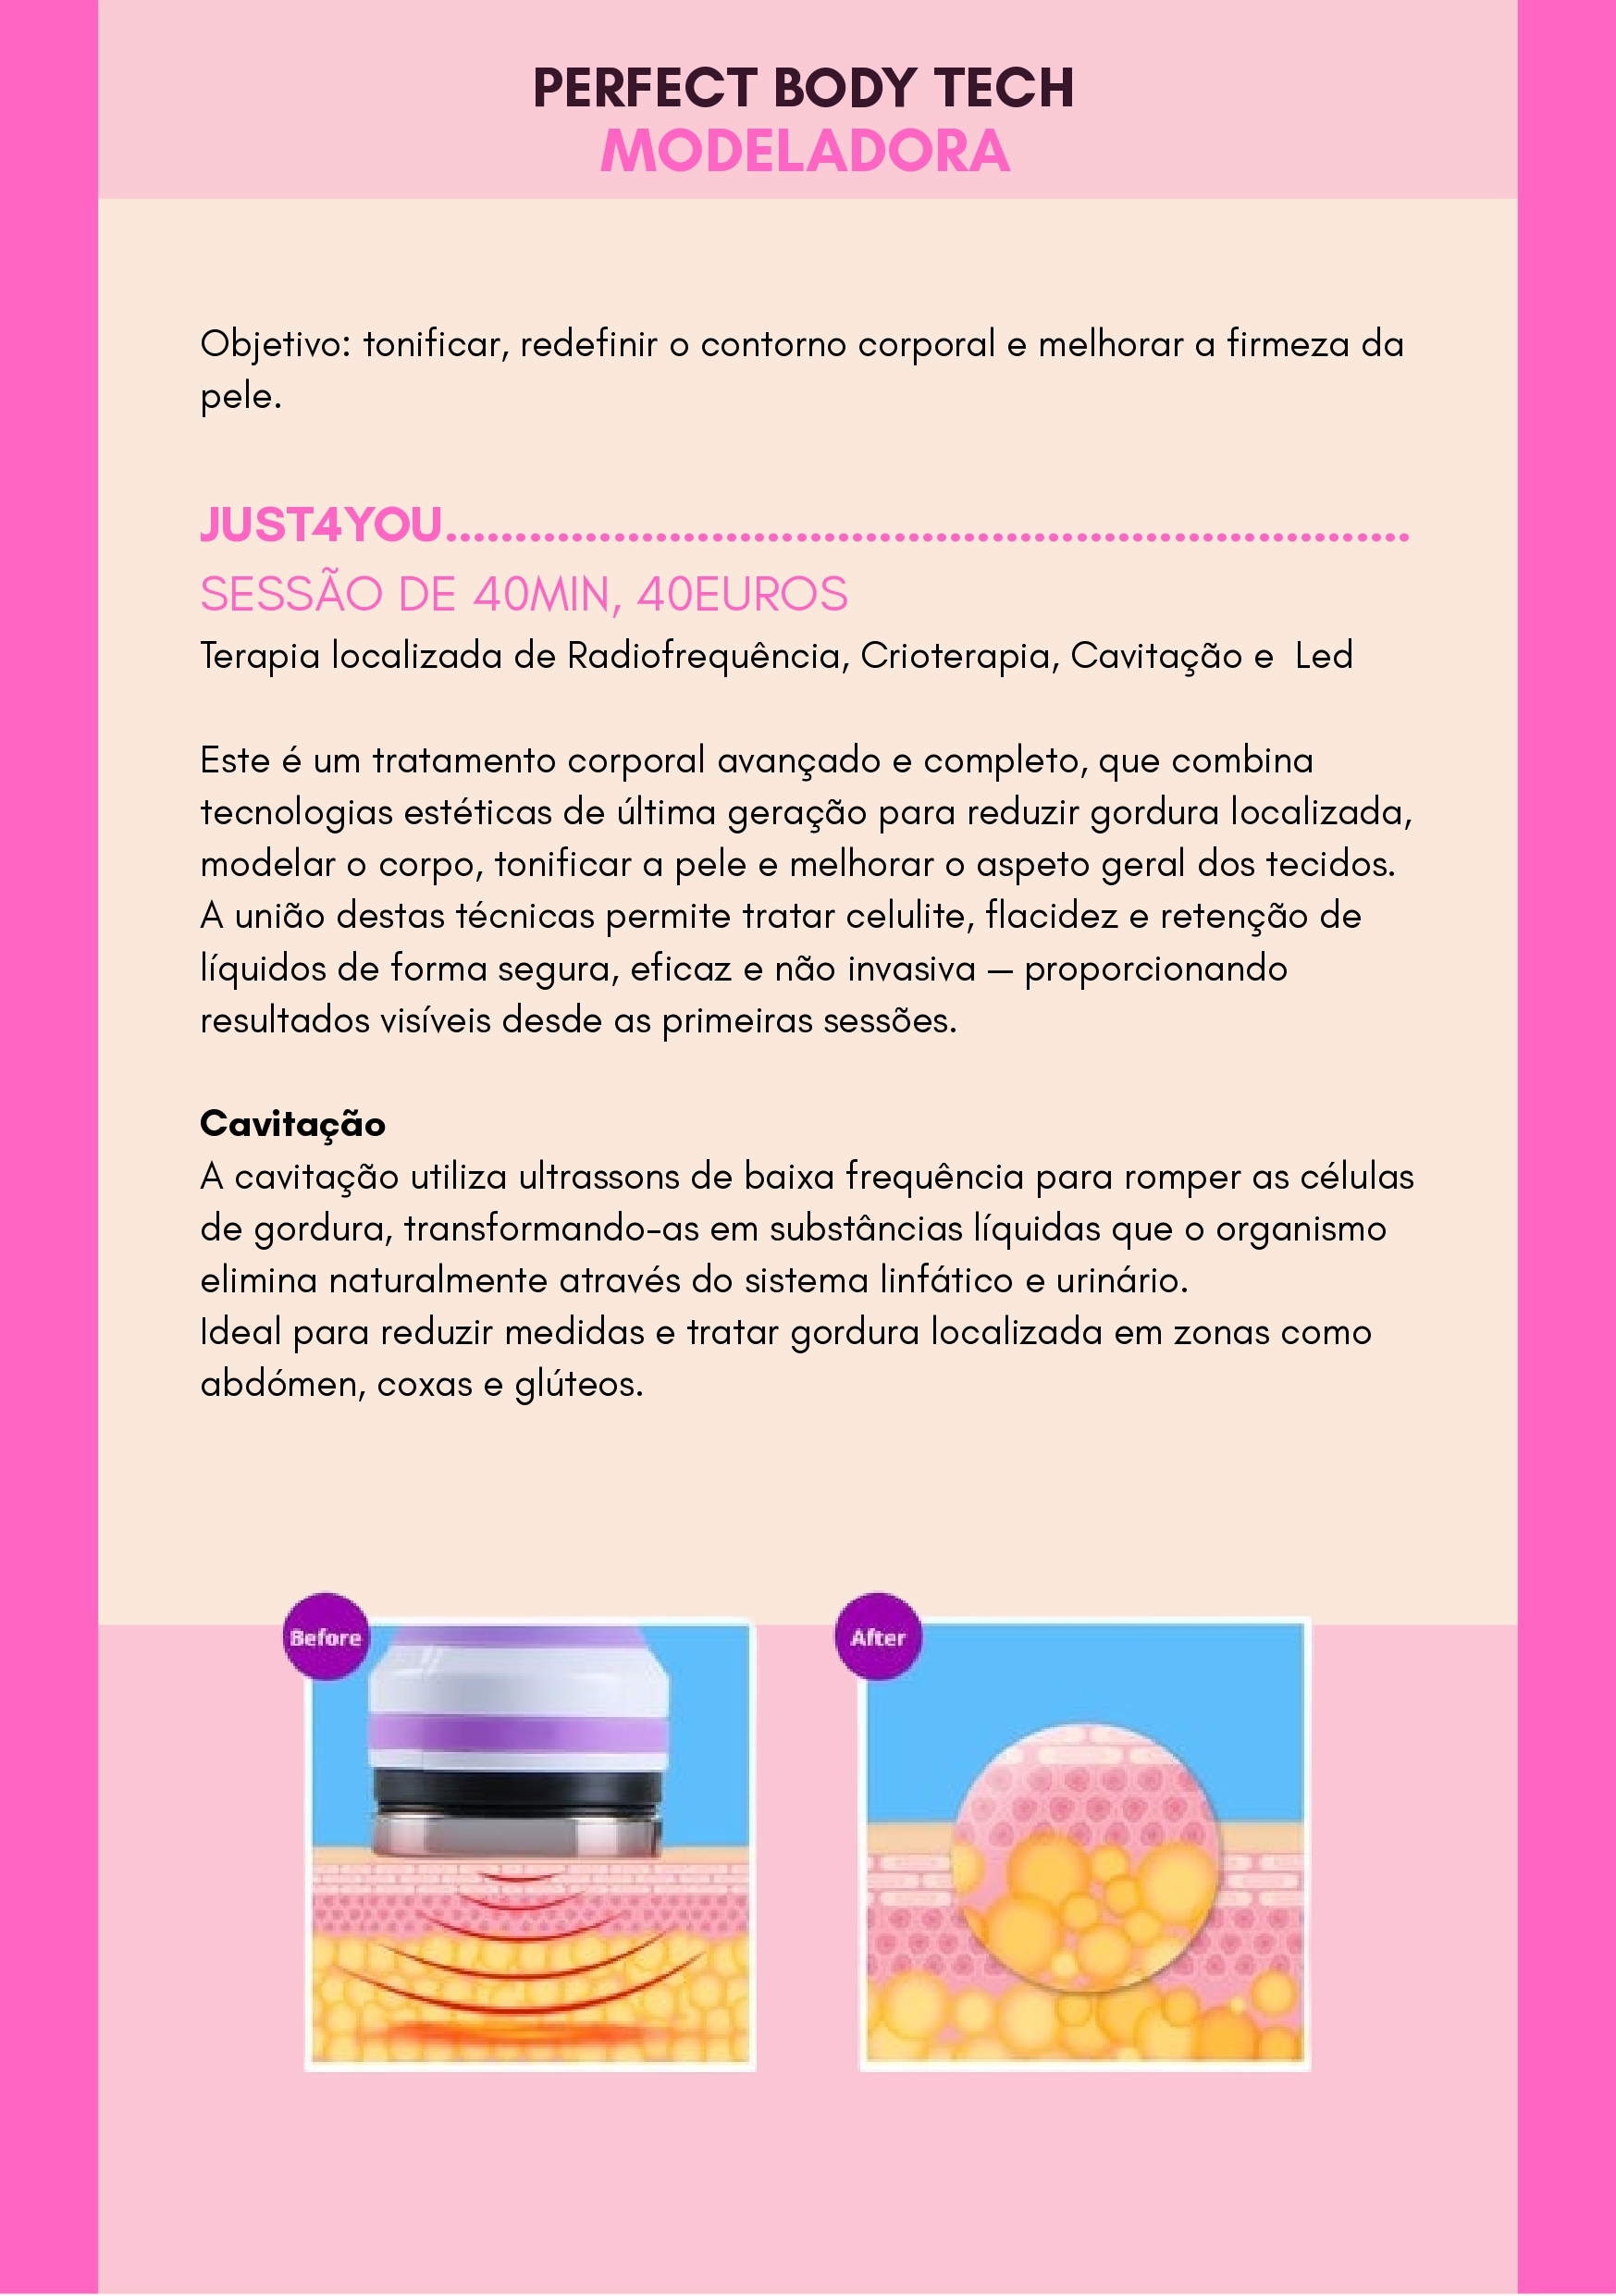 PERFECT BODY TECH
MODELADORA
Objetivo: tonificar, redefinir o contorno corporal e melhorar a firmeza da
pele.
JUST4YOU.....................................................................
SESSÃO DE 40MIN, 40EUROS
Terapia localizada de Radiofrequência, Crioterapia, Cavitação e  Led
Este é um tratamento corporal avançado e completo, que combina
tecnologias estéticas de última geração para reduzir gordura localizada,
modelar o corpo, tonificar a pele e melhorar o aspeto geral dos tecidos.
A união destas técnicas permite tratar celulite, flacidez e retenção de
líquidos de forma segura, eficaz e não invasiva — proporcionando
resultados visíveis desde as primeiras sessões.
Cavitação
A cavitação utiliza ultrassons de baixa frequência para romper as células
de gordura, transformando-as em substâncias líquidas que o organismo
elimina naturalmente através do sistema linfático e urinário.
Ideal para reduzir medidas e tratar gordura localizada em zonas como
abdómen, coxas e glúteos.
Before
After